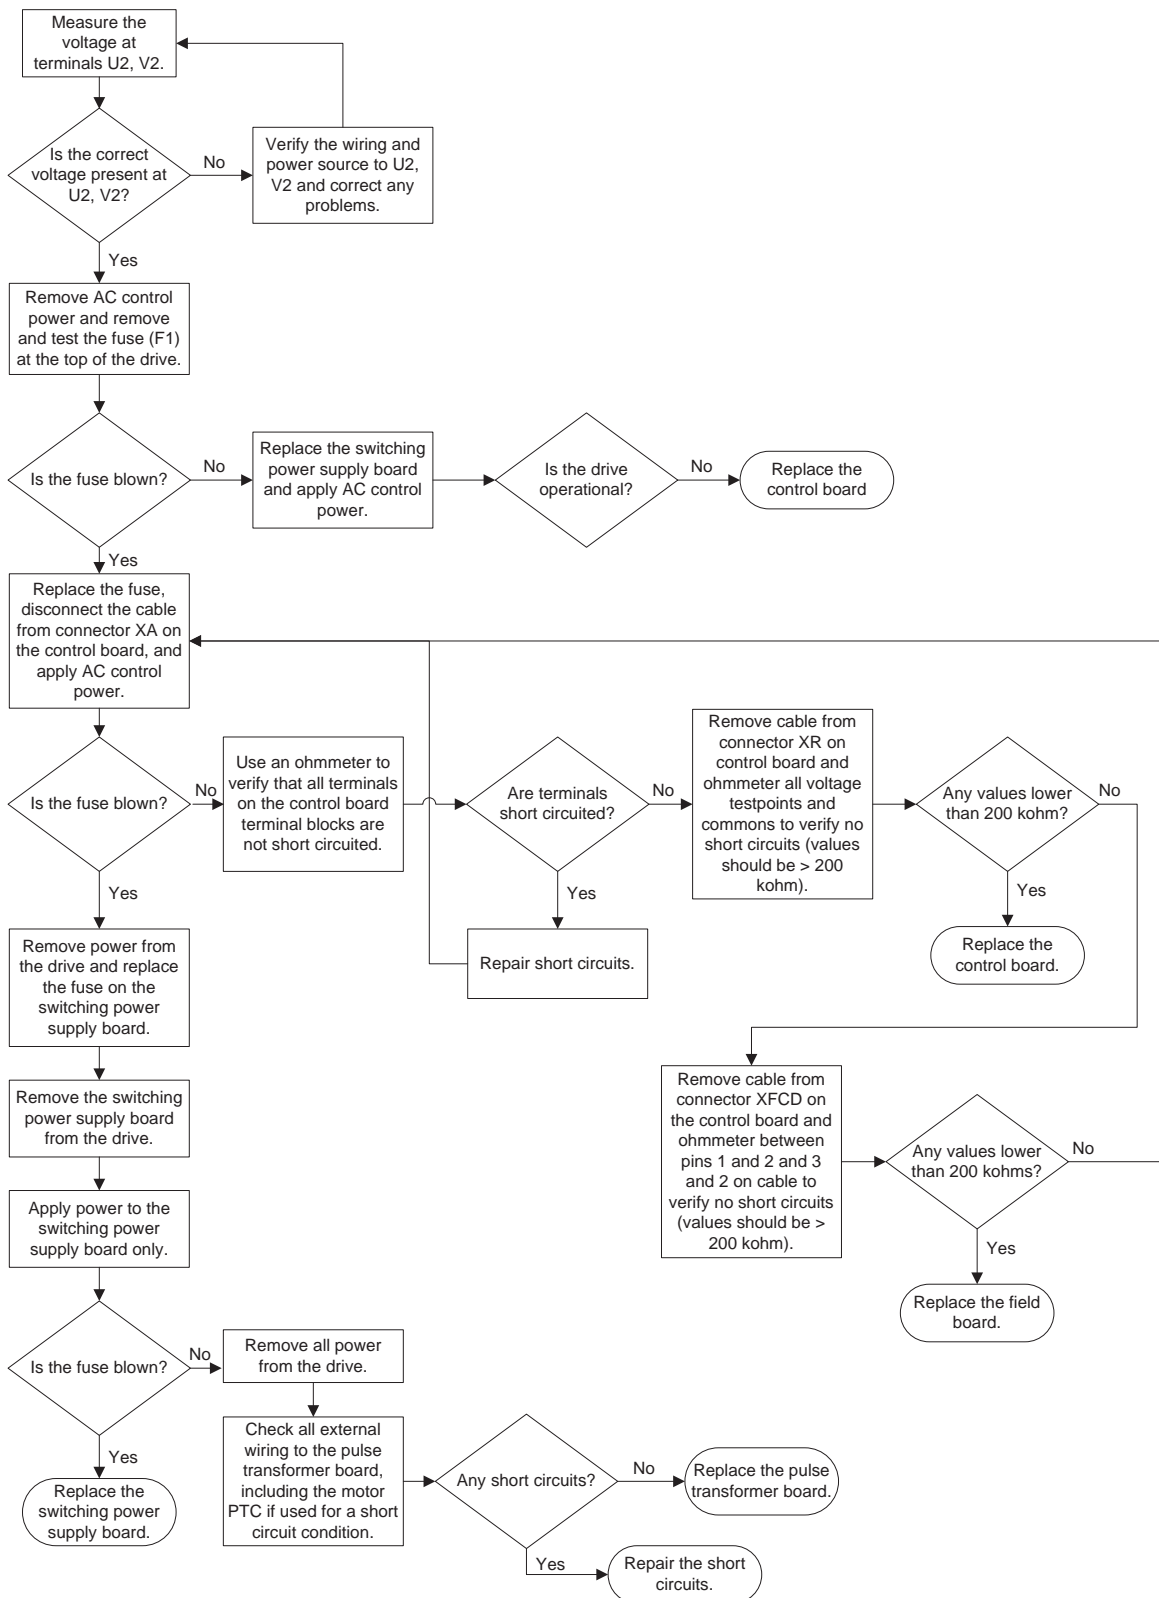 Measure the
voltage at
terminals U2, V2.
Is the correct
voltage present at
U2, V2?
No
Verify the wiring and
power source to U2,
V2 and correct any
problems.
Yes
Remove AC control
power and remove
and test the fuse (F1)
at the top of the drive.
Is the fuse blown?
No
Replace the switching
power supply board
and apply AC control
power.
Is the drive
operational?
No
Replace the
control board
Yes
Replace the fuse,
disconnect the cable
from connector XA on
the control board, and
apply AC control
power.
Is the fuse blown?
No
Use an ohmmeter to
verify that all terminals
on the control board
terminal blocks are
not short circuited.
Are terminals
short circuited?
No
Remove cable from
connector XR on
control board and
ohmmeter all voltage
testpoints and
commons to verify no
short circuits (values
should be > 200
kohm).
Any values lower
than 200 kohm?
No
Yes
Yes
Yes
Repair short circuits.
Replace the
control board.
Remove power from
the drive and replace
the fuse on the
switching power
supply board.
Remove the switching
power supply board
from the drive.
Remove cable from
connector XFCD on
the control board and
ohmmeter between
pins 1 and 2 and 3
and 2 on cable to
verify no short circuits
(values should be >
200 kohm).
Any values lower
than 200 kohms?
No
Yes
Replace the field
board.
Apply power to the
switching power
supply board only.
Is the fuse blown?
No
Remove all power
from the drive.
Yes
Replace the
switching power
supply board.
Check all external
wiring to the pulse
transformer board,
including the motor
PTC if used for a short
circuit condition.
Any short circuits?
No
Replace the pulse
transformer board.
Yes
Repair the short
circuits.